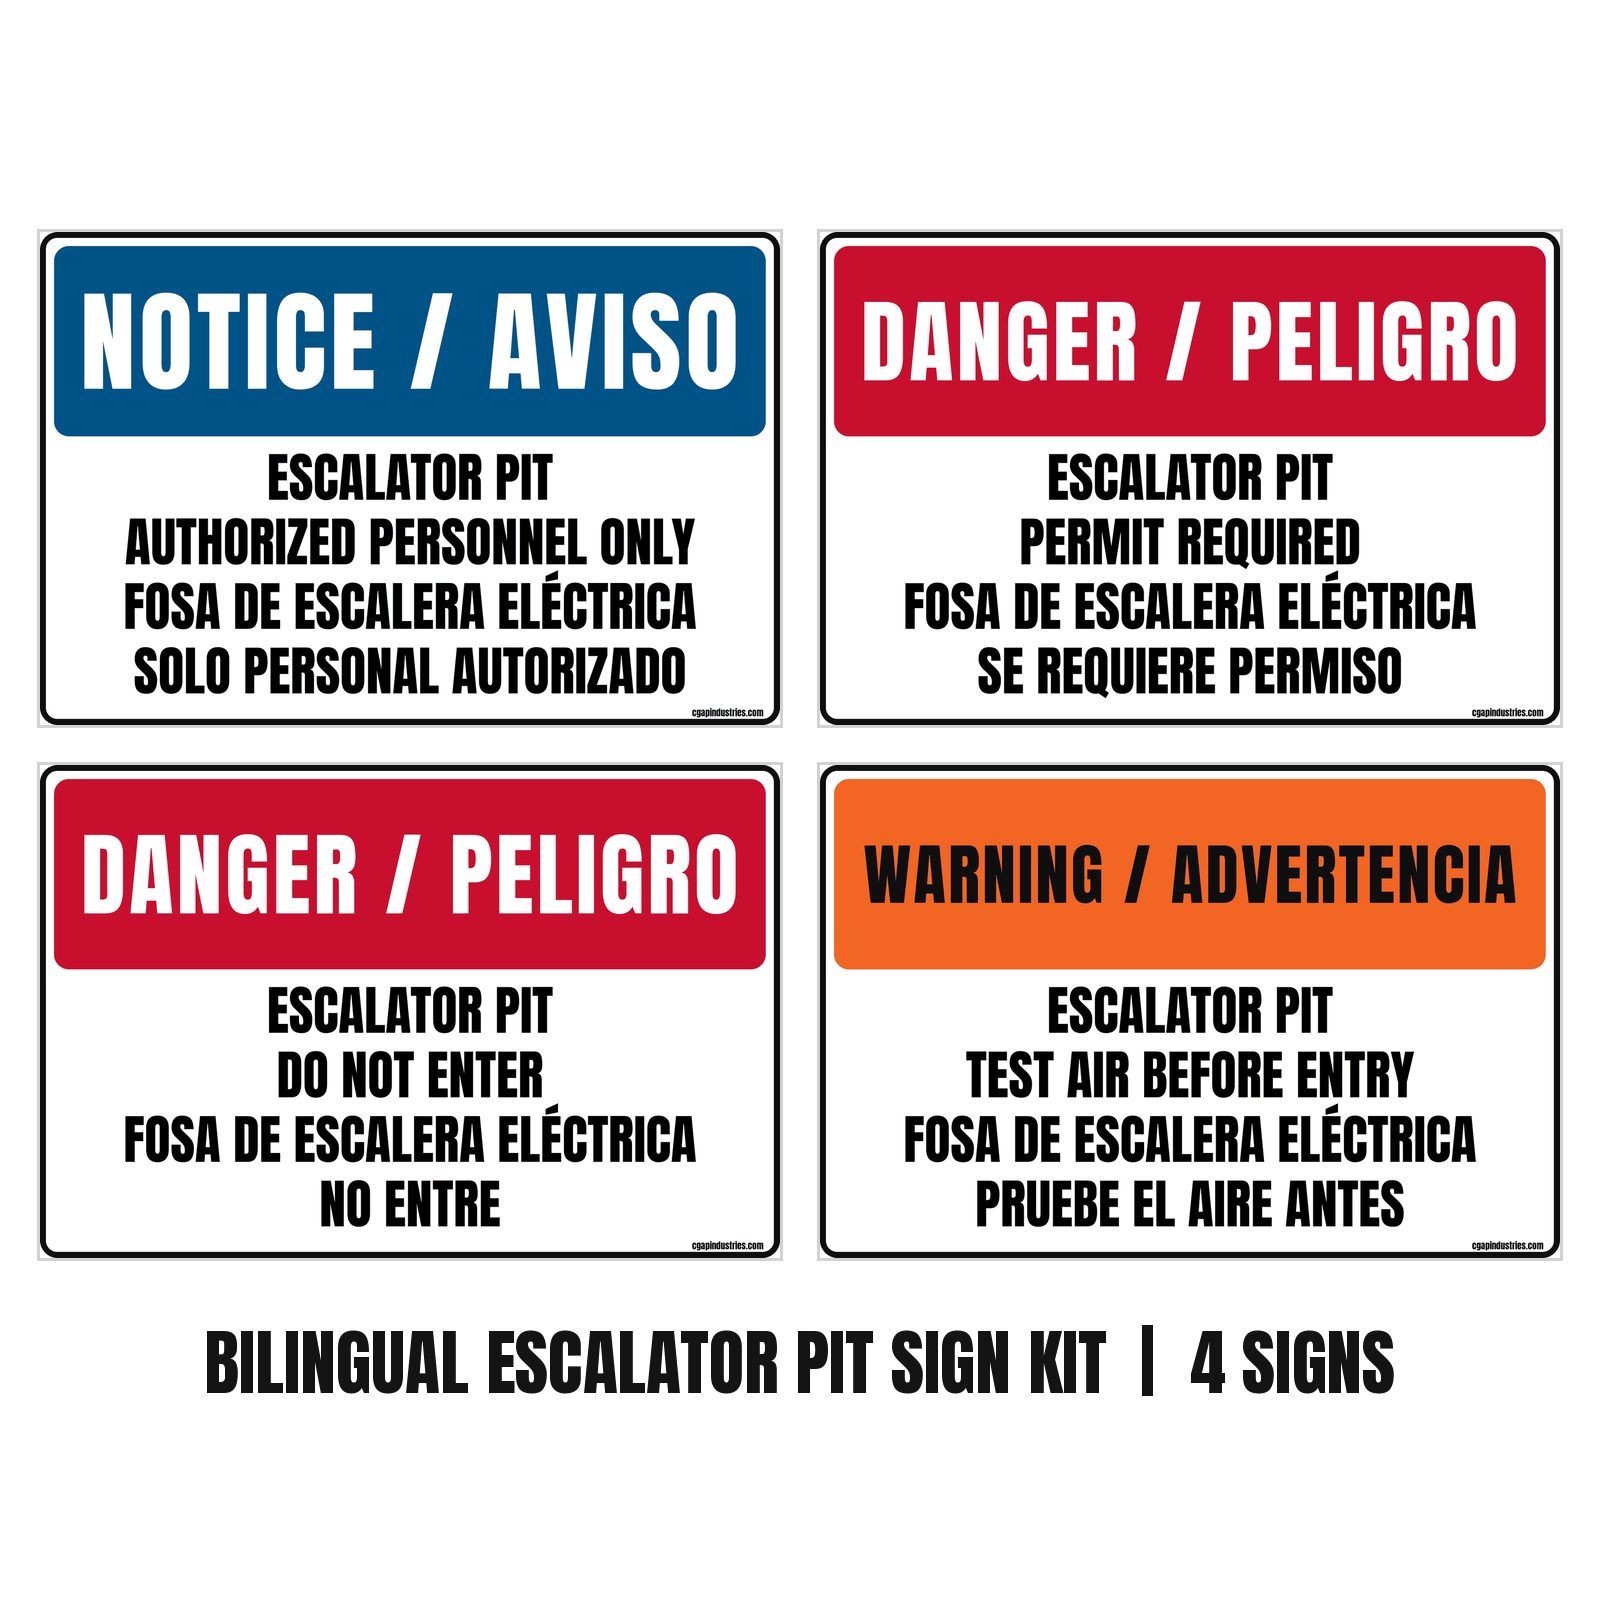 NOTICE / AVISO
ESCALATOR PIT
AUTHORIZED PERSONNEL ONLY
FOSA DE ESCALERA ELÉCTRICA
SOLO PERSONAL AUTORIZADO
cgapindustries.com
DANGER / PELIGRO
ESCALATOR PIT
PERMIT REQUIRED
FOSA DE ESCALERA ELÉCTRICA
SE REQUIERE PERMISO
cgapindustries.com
DANGER / PELIGRO
ESCALATOR PIT
DO NOT ENTER
FOSA DE ESCALERA ELÉCTRICA
NO ENTRE
cgapindustries.com
WARNING / ADVERTENCIA
ESCALATOR PIT
TEST AIR BEFORE ENTRY
FOSA DE ESCALERA ELÉCTRICA
PRUEBE EL AIRE ANTES
cgapindustries.com
BILINGUAL ESCALATOR PIT SIGN KIT | 4 SIGNS